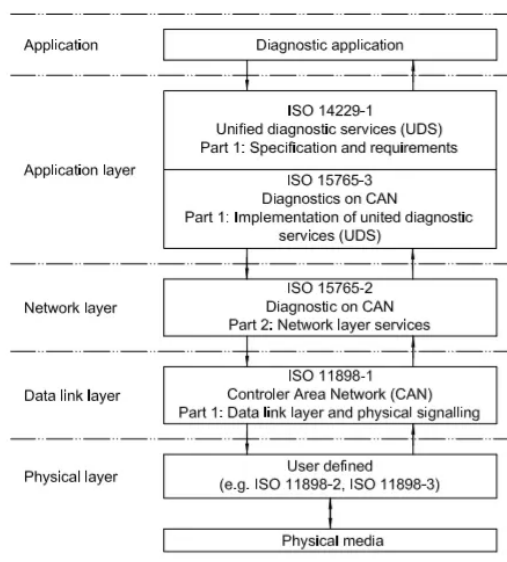 Application
Diagnostic application
Application layer
ISO 14229-1
Unified diagnostic services (UDS)
Part 1: Specification and requirements
ISO 15765-3
Diagnostics on CAN
Part 1: Implementation of united diagnostic
services (UDS)
Network layer
ISO 15765-2
Diagnostic on CAN
Part 2: Network layer services
Data link layer
ISO 11898-1
Controler Area Network (CAN)
Part 1: Data link layer and physical signalling
Physical layer
User defined
(e.g. ISO 11898-2, ISO 11898-3)
Physical media